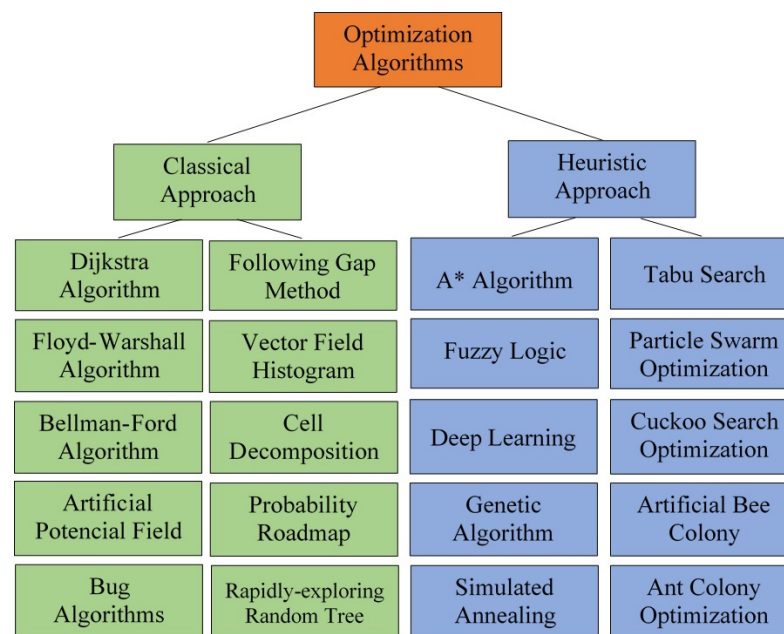 Optimization
Algorithms
Classical
Approach
Heuristic
Approach
Dijkstra
Algorithm
Following Gap
Method
A* Algorithm
Tabu Search
Floyd-Warshall
Algorithm
Vector Field
Histogram
Fuzzy Logic
Particle Swarm
Optimization
Bellman-Ford
Algorithm
Cell
Decomposition
Deep Learning
Cuckoo Search
Optimization
Artificial
Potencial Field
Probability
Roadmap
Genetic
Algorithm
Artificial Bee
Colony
Bug
Algorithms
Rapidly-exploring
Random Tree
Simulated
Annealing
Ant Colony
Optimization